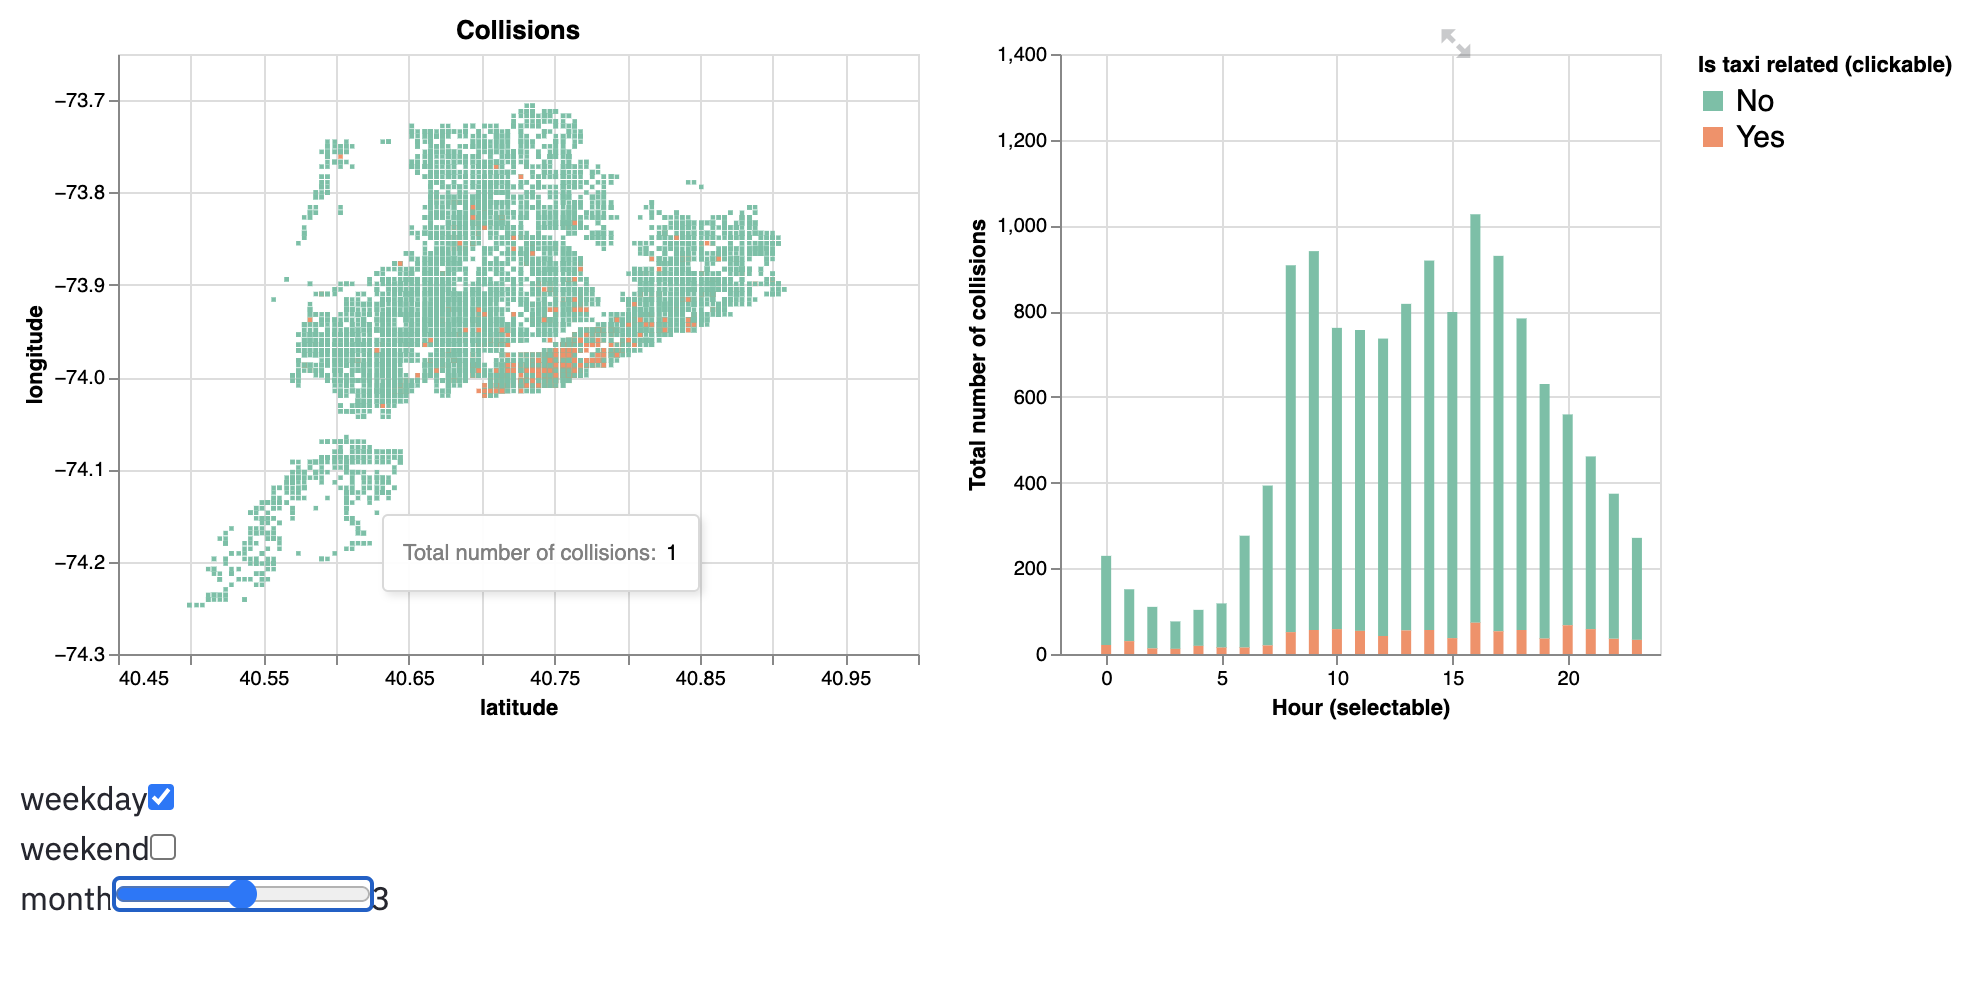 Collisions
−73.7
−73.8
−73.9
−74.0
−74.1
−74.2
−74.3
longitude
40.45 40.55 40.65 40.75 40.85 40.95
latitude
Total number of collisions: 1
1,400
1,200
1,000
800
600
400
200
0
Total number of collisions
0 5 10 15 20
Hour (selectable)
Is taxi related (clickable)
No
Yes
weekday
weekend
month 3